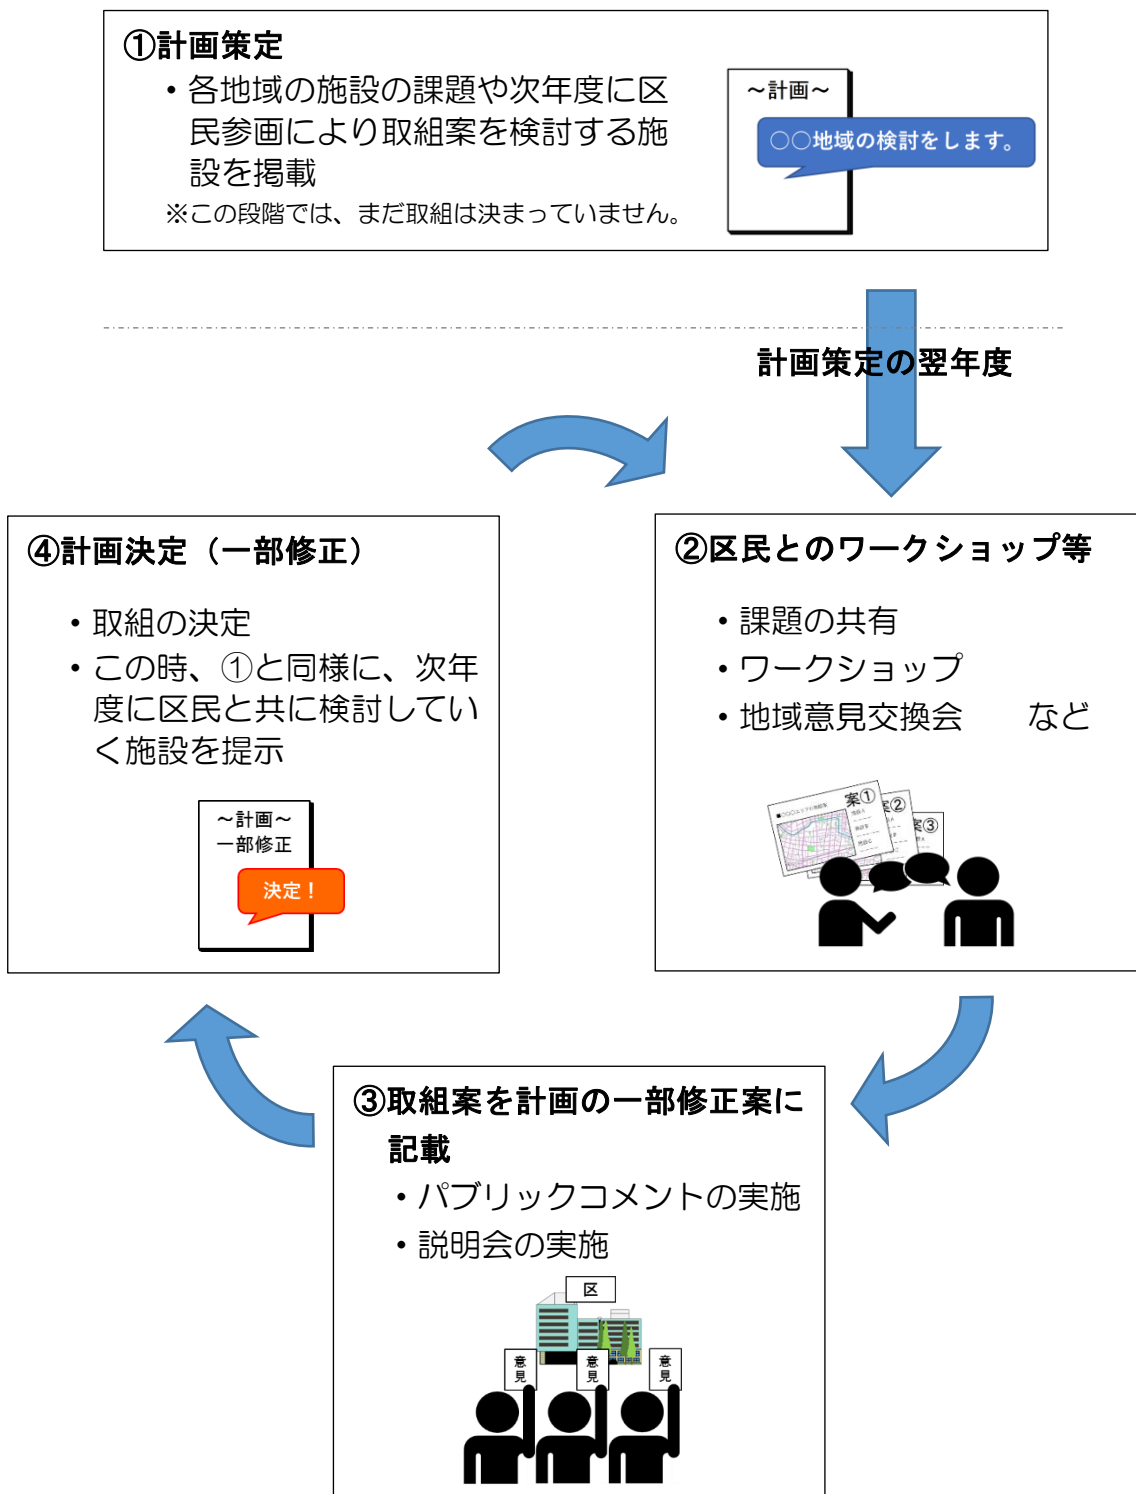 ①計画策定
・各地域の施設の課題や次年度に区
民参画により取組案を検討する施
設を掲載
※この段階では、まだ取組は決まっていません。
～計画～
○○地域の検討をします。
計画策定の翌年度
②区民とのワークショップ等
・課題の共有
・ワークショップ
・地域意見交換会　　など
案①
案②
案③
③取組案を計画の一部修正案に
記載
・パブリックコメントの実施
・説明会の実施
区
意見
意見
意見
④計画決定（一部修正）
・取組の決定
・この時、①と同様に、次年
度に区民と共に検討してい
く施設を提示
～計画～
一部修正
決定！